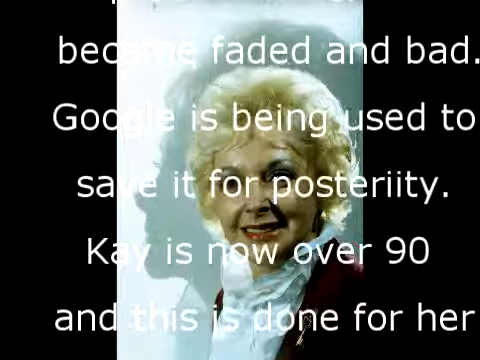 became faded and bad.
Google is being used to
save it for posteriity.
Kay is now over 90
and this is done for her